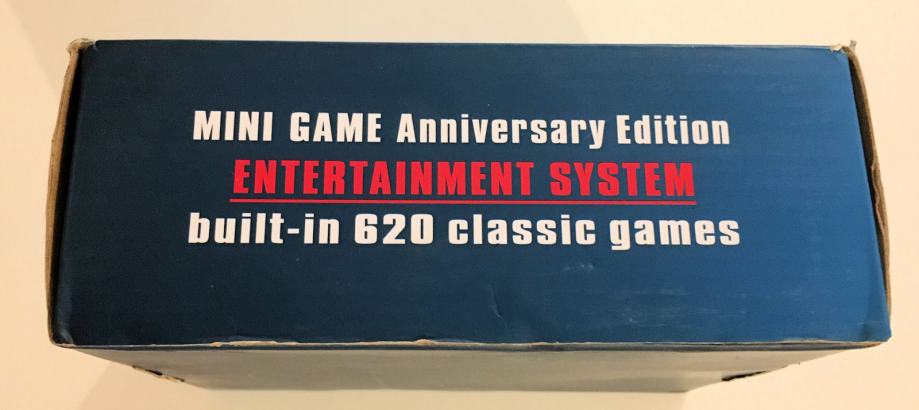 MINI GAME Anniversary Edition
ENTERTAINMENT SYSTEM
built-in 620 classic games